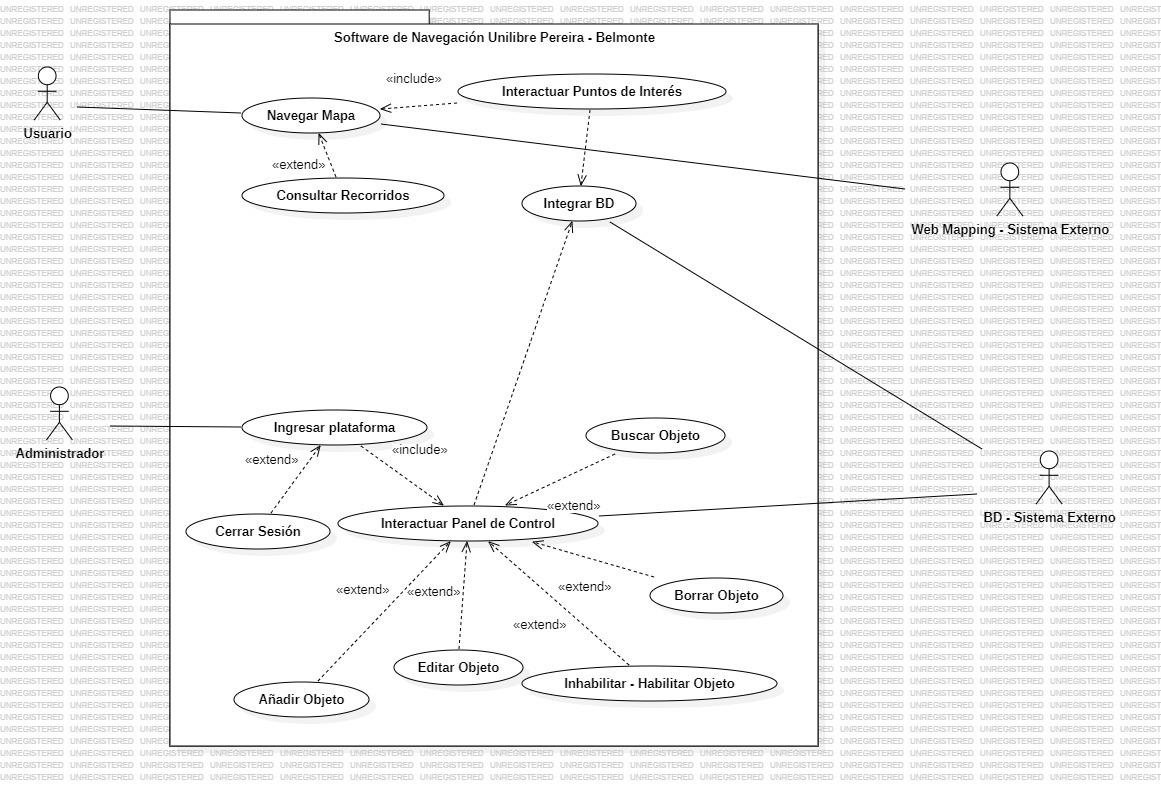 Software de Navegación Unilibre Pereira - Belmonte
«include»
Interactuar Puntos de Interés
Navegar Mapa
Usuario
«extend»
Consultar Recorridos
Integrar BD
Web Mapping - Sistema Externo
Ingresar plataforma
Buscar Objeto
Administrador
«extend»
«include»
«extend»
Cerrar Sesión
Interactuar Panel de Control
BD - Sistema Externo
«extend»
«extend»
«extend»
Borrar Objeto
«extend»
Editar Objeto
Inhabilitar - Habilitar Objeto
Añadir Objeto
UNREGISTERED